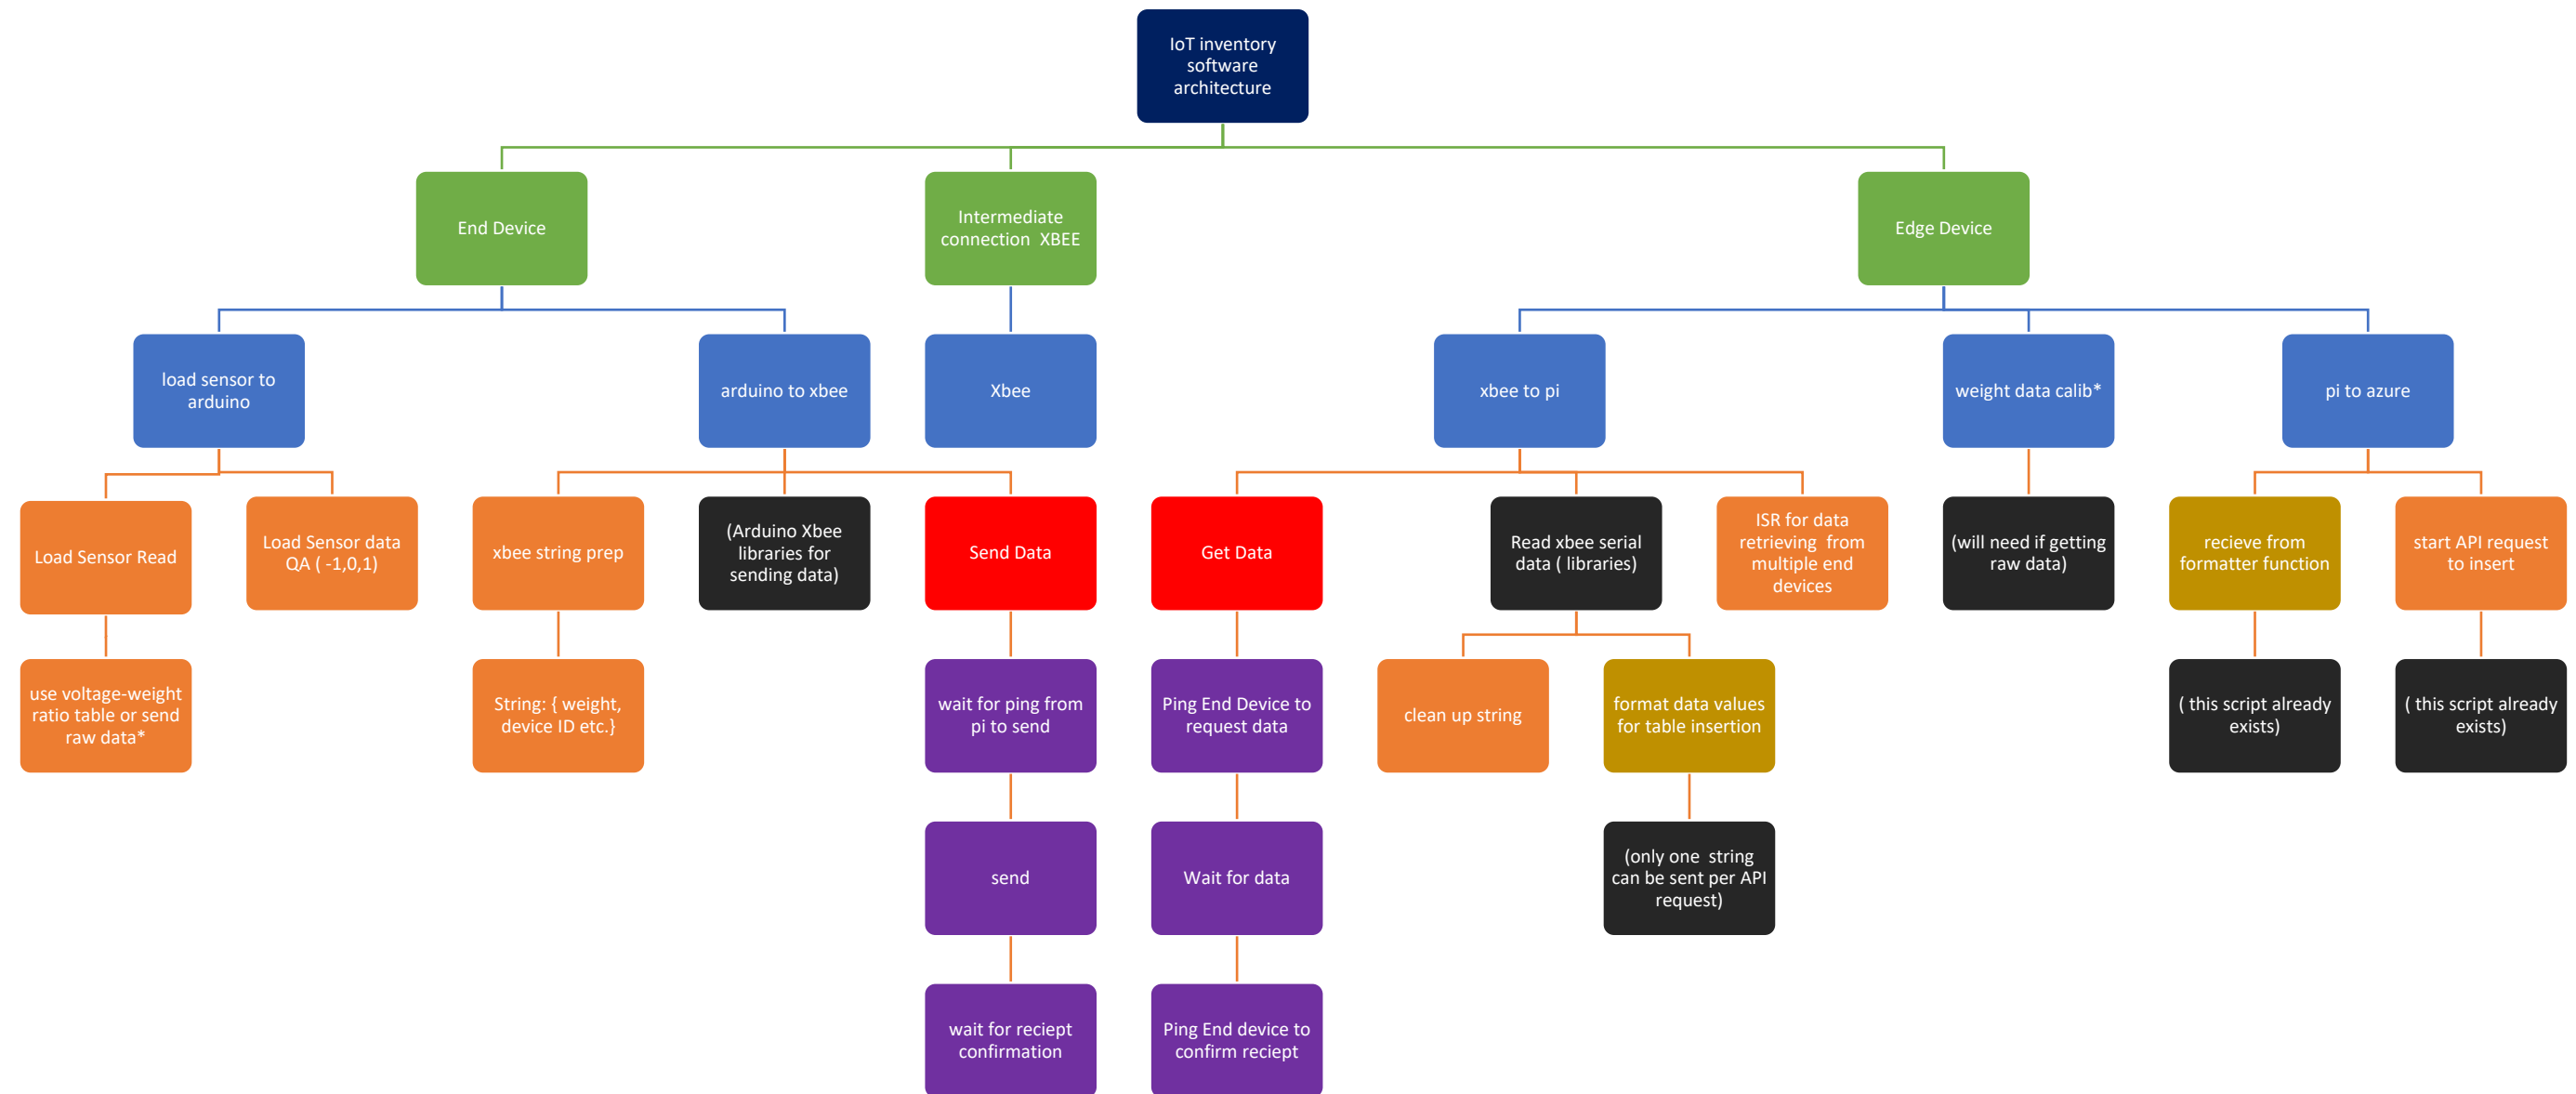 IoT inventory
software
architecture
End Device
Intermediate
connection XBEE
Edge Device
load sensor to
arduino
arduino to xbee
Xbee
xbee to pi
weight data calib*
pi to azure
Load Sensor Read
Load Sensor data
QA ( -1,0,1)
xbee string prep
(Arduino Xbee
libraries for
sending data)
Send Data
Get Data
Read xbee serial
data ( libraries)
ISR for data
retrieving from
multiple end
devices
(will need if getting
raw data)
recieve from
formatter function
start API request
to insert
use voltage-weight
ratio table or send
raw data*
String: { weight,
device ID etc.}
wait for ping from
pi to send
Ping End Device to
request data
clean up string
format data values
for table insertion
( this script already
exists)
( this script already
exists)
send
Wait for data
(only one string
can be sent per API
request)
wait for reciept
confirmation
Ping End device to
confirm reciept